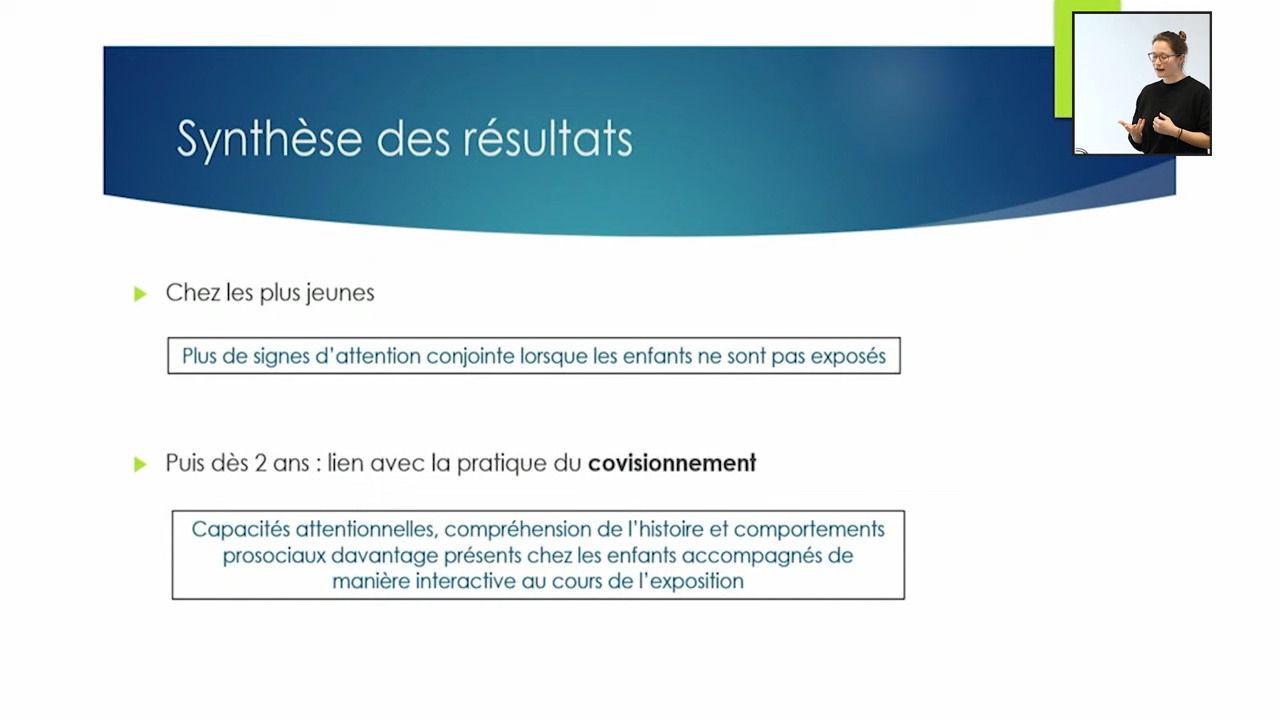 Synthèse des résultats
Chez les plus jeunes
Plus de signes d'attention conjointe lorsque les enfants ne sont pas exposés
Puis dès 2 ans : lien avec la pratique du covisionnement
Capacités attentionnelles, compréhension de l'histoire et comportements
prosociaux davantage présents chez les enfants accompagnés de
manière interactive au cours de l'exposition